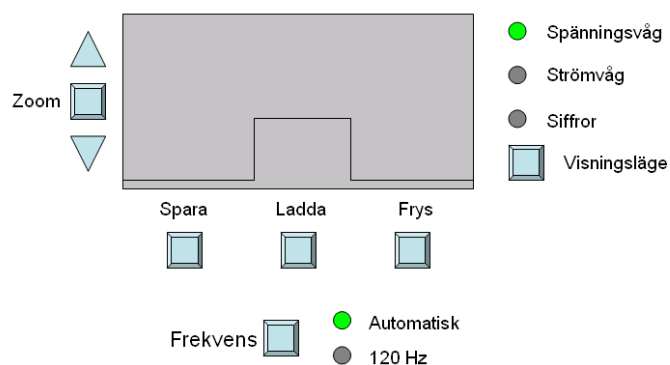 Spänningsvåg
Strömvåg
Zoom
Siffror
Visningsläge
Spara Ladda Frys
Automatisk
Frekvens
120 Hz